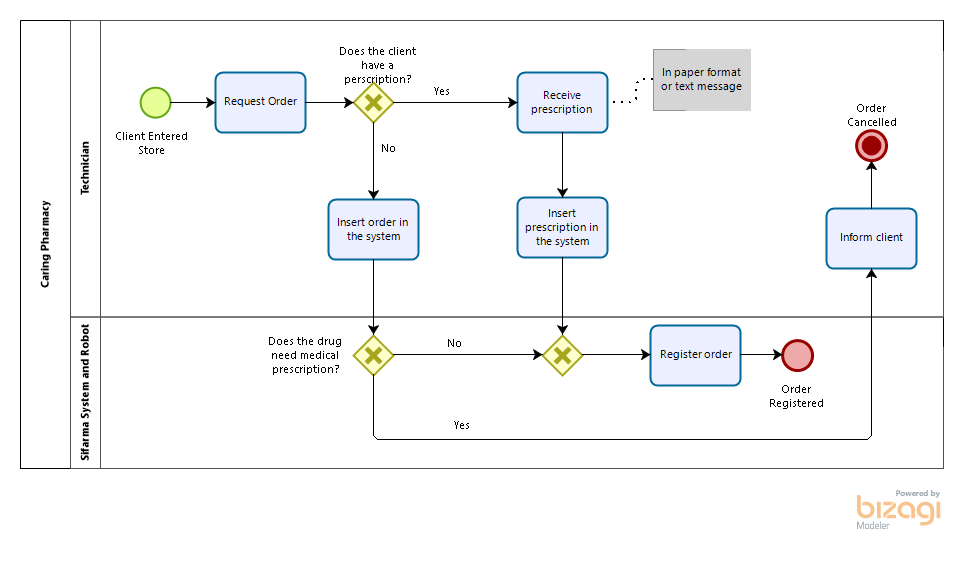 Caring Pharmacy
Technician
Sifarma System and Robot
Client Entered
Store
Request Order
Does the client
have a
perscription?
Yes
No
Receive
prescription
In paper format
or text message
Insert order in
the system
Insert
prescription in
the system
Order
Cancelled
Inform client
Does the drug
need medical
prescription?
No
Yes
Register order
Order
Registered
Powered by
bizagi
Modeler